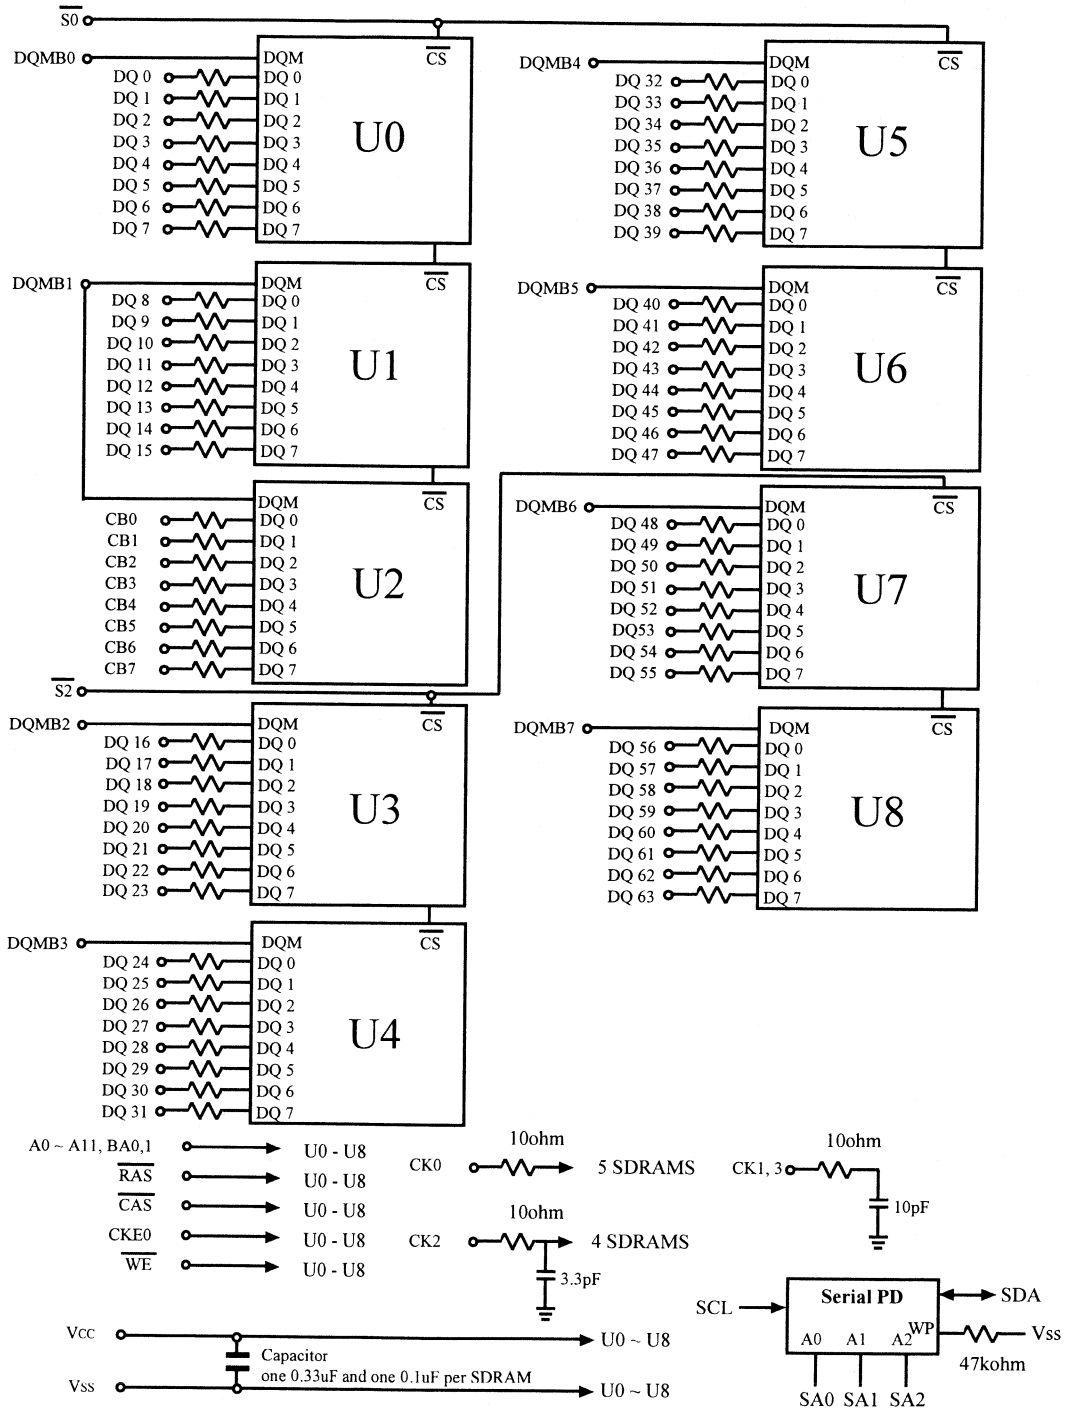 S0
DQMB0
DQM
CS
DQ 0 DQ 0
DQ 1 DQ 1
DQ 2 DQ 2
DQ 3 DQ 3
DQ 4 DQ 4
DQ 5 DQ 5
DQ 6 DQ 6
DQ 7 DQ 7
U0
DQMB1
DQM
CS
DQ 8 DQ 0
DQ 9 DQ 1
DQ 10 DQ 2
DQ 11 DQ 3
DQ 12 DQ 4
DQ 13 DQ 5
DQ 14 DQ 6
DQ 15 DQ 7
U1
DQM
CS
CB0 DQ 0
CB1 DQ 1
CB2 DQ 2
CB3 DQ 3
CB4 DQ 4
CB5 DQ 5
CB6 DQ 6
CB7 DQ 7
U2
S2
DQMB2
DQM
CS
DQ 16 DQ 0
DQ 17 DQ 1
DQ 18 DQ 2
DQ 19 DQ 3
DQ 20 DQ 4
DQ 21 DQ 5
DQ 22 DQ 6
DQ 23 DQ 7
U3
DQMB3
DQM
CS
DQ 24 DQ 0
DQ 25 DQ 1
DQ 26 DQ 2
DQ 27 DQ 3
DQ 28 DQ 4
DQ 29 DQ 5
DQ 30 DQ 6
DQ 31 DQ 7
U4
DQMB4
DQM
CS
DQ 32 DQ 0
DQ 33 DQ 1
DQ 34 DQ 2
DQ 35 DQ 3
DQ 36 DQ 4
DQ 37 DQ 5
DQ 38 DQ 6
DQ 39 DQ 7
U5
DQMB5
DQM
CS
DQ 40 DQ 0
DQ 41 DQ 1
DQ 42 DQ 2
DQ 43 DQ 3
DQ 44 DQ 4
DQ 45 DQ 5
DQ 46 DQ 6
DQ 47 DQ 7
U6
DQMB6
DQM
CS
DQ 48 DQ 0
DQ 49 DQ 1
DQ 50 DQ 2
DQ 51 DQ 3
DQ 52 DQ 4
DQ53 DQ 5
DQ 54 DQ 6
DQ 55 DQ 7
U7
DQMB7
DQM
CS
DQ 56 DQ 0
DQ 57 DQ 1
DQ 58 DQ 2
DQ 59 DQ 3
DQ 60 DQ 4
DQ 61 DQ 5
DQ 62 DQ 6
DQ 63 DQ 7
U8
A0 ~ A11, BA0,1 U0 - U8
RAS U0 - U8
CAS U0 - U8
CKE0 U0 - U8
WE U0 - U8
10ohm
CK0 5 SDRAMS
10ohm
CK2 4 SDRAMS
3.3pF
10ohm
CK1, 3
10pF
Vcc U0 ~ U8
Capacitor
one 0.33uF and one 0.1uF per SDRAM
Vss U0 ~ U8
Serial PD
SCL
SDA
WP
Vss
47kohm
A0 A1 A2
SA0 SA1 SA2